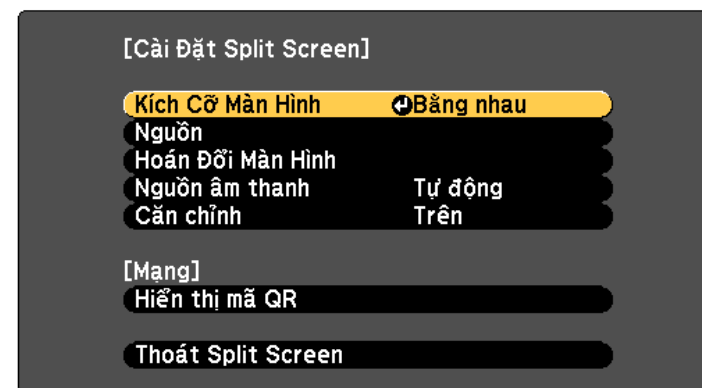 [Cài Đặt Split Screen]
Kích Cỡ Màn Hình Bằng nhau
Nguồn
Hoán Đổi Màn Hình
Nguồn âm thanh Tự động
Căn chỉnh Trên
[Mạng]
Hiển thị mã QR
Thoát Split Screen